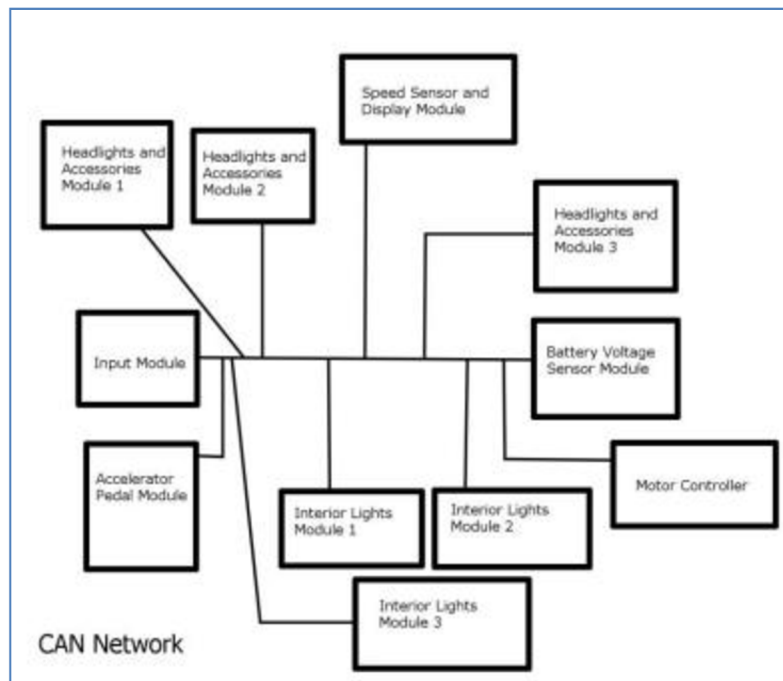 Speed Sensor and
Display Module
Headlights and
Accessories
Module 1
Headlights and
Accessories
Module 2
Headlights and
Accessories
Module 3
Input Module
Battery Voltage
Sensor Module
Accelerator
Pedal Module
Motor Controller
Interior Lights
Module 1
Interior Lights
Module 2
Interior Lights
Module 3
CAN Network